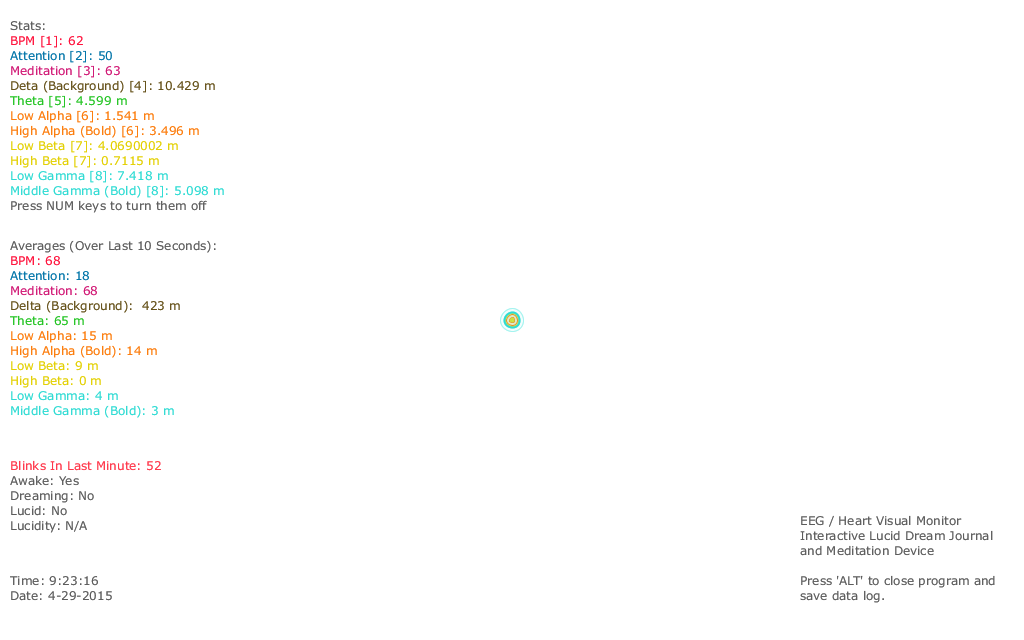 Stats:
BPM [1]: 62
Attention [2]: 50
Meditation [3]: 63
Deta (Background) [4]: 10.429 m
Theta [5]: 4.599 m
Low Alpha [6]: 1.541 m
High Alpha (Bold) [6]: 3.496 m
Low Beta [7]: 4.0690002 m
High Beta [7]: 0.7115 m
Low Gamma [8]: 7.418 m
Middle Gamma (Bold) [8]: 5.098 m
Press NUM keys to turn them off
Averages (Over Last 10 Seconds):
BPM: 68
Attention: 18
Meditation: 68
Delta (Background):  423 m
Theta: 65 m
Low Alpha: 15 m
High Alpha (Bold): 14 m
Low Beta: 9 m
High Beta: 0 m
Low Gamma: 4 m
Middle Gamma (Bold): 3 m
Blinks In Last Minute: 52
Awake: Yes
Dreaming: No
Lucid: No
Lucidity: N/A
Time: 9:23:16
Date: 4-29-2015
EEG / Heart Visual Monitor
Interactive Lucid Dream Journal
and Meditation Device
Press 'ALT' to close program and
save data log.